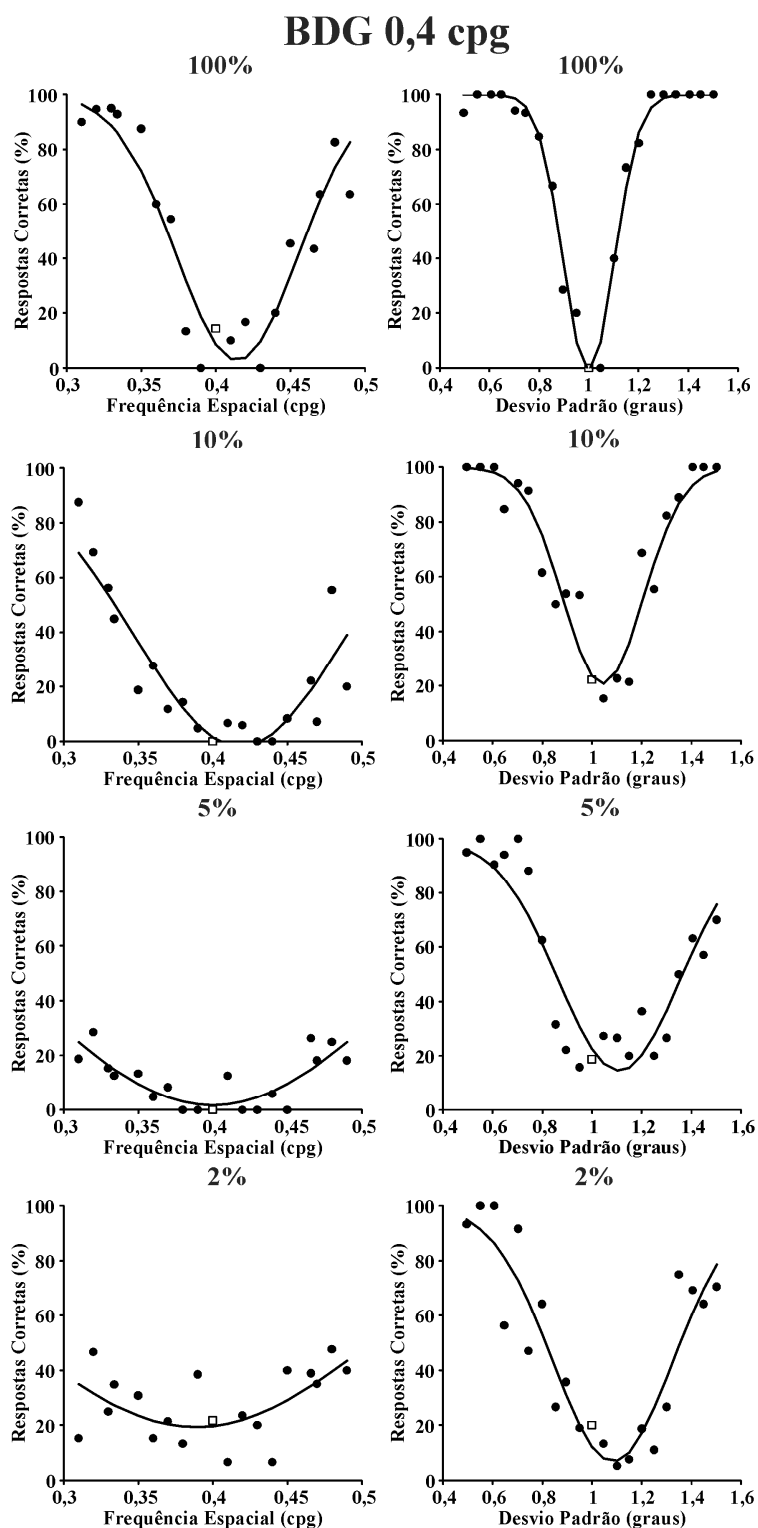 BDG 0,4 cpg
100%
100%
Respostas Corretas (%)
100
80
60
40
20
0
0,3 0,35 0,4 0,45 0,5
Frequência Espacial (cpg)
Respostas Corretas (%)
100
80
60
40
20
0
0,4 0,6 0,8 1 1,2 1,4 1,6
Desvio Padrão (graus)
10%
10%
Respostas Corretas (%)
100
80
60
40
20
0
0,3 0,35 0,4 0,45 0,5
Frequência Espacial (cpg)
Respostas Corretas (%)
100
80
60
40
20
0
0,4 0,6 0,8 1 1,2 1,4 1,6
Desvio Padrão (graus)
5%
5%
Respostas Corretas (%)
100
80
60
40
20
0
0,3 0,35 0,4 0,45 0,5
Frequência Espacial (cpg)
Respostas Corretas (%)
100
80
60
40
20
0
0,4 0,6 0,8 1 1,2 1,4 1,6
Desvio Padrão (graus)
2%
2%
Respostas Corretas (%)
100
80
60
40
20
0
0,3 0,35 0,4 0,45 0,5
Frequência Espacial (cpg)
Respostas Corretas (%)
100
80
60
40
20
0
0,4 0,6 0,8 1 1,2 1,4 1,6
Desvio Padrão (graus)